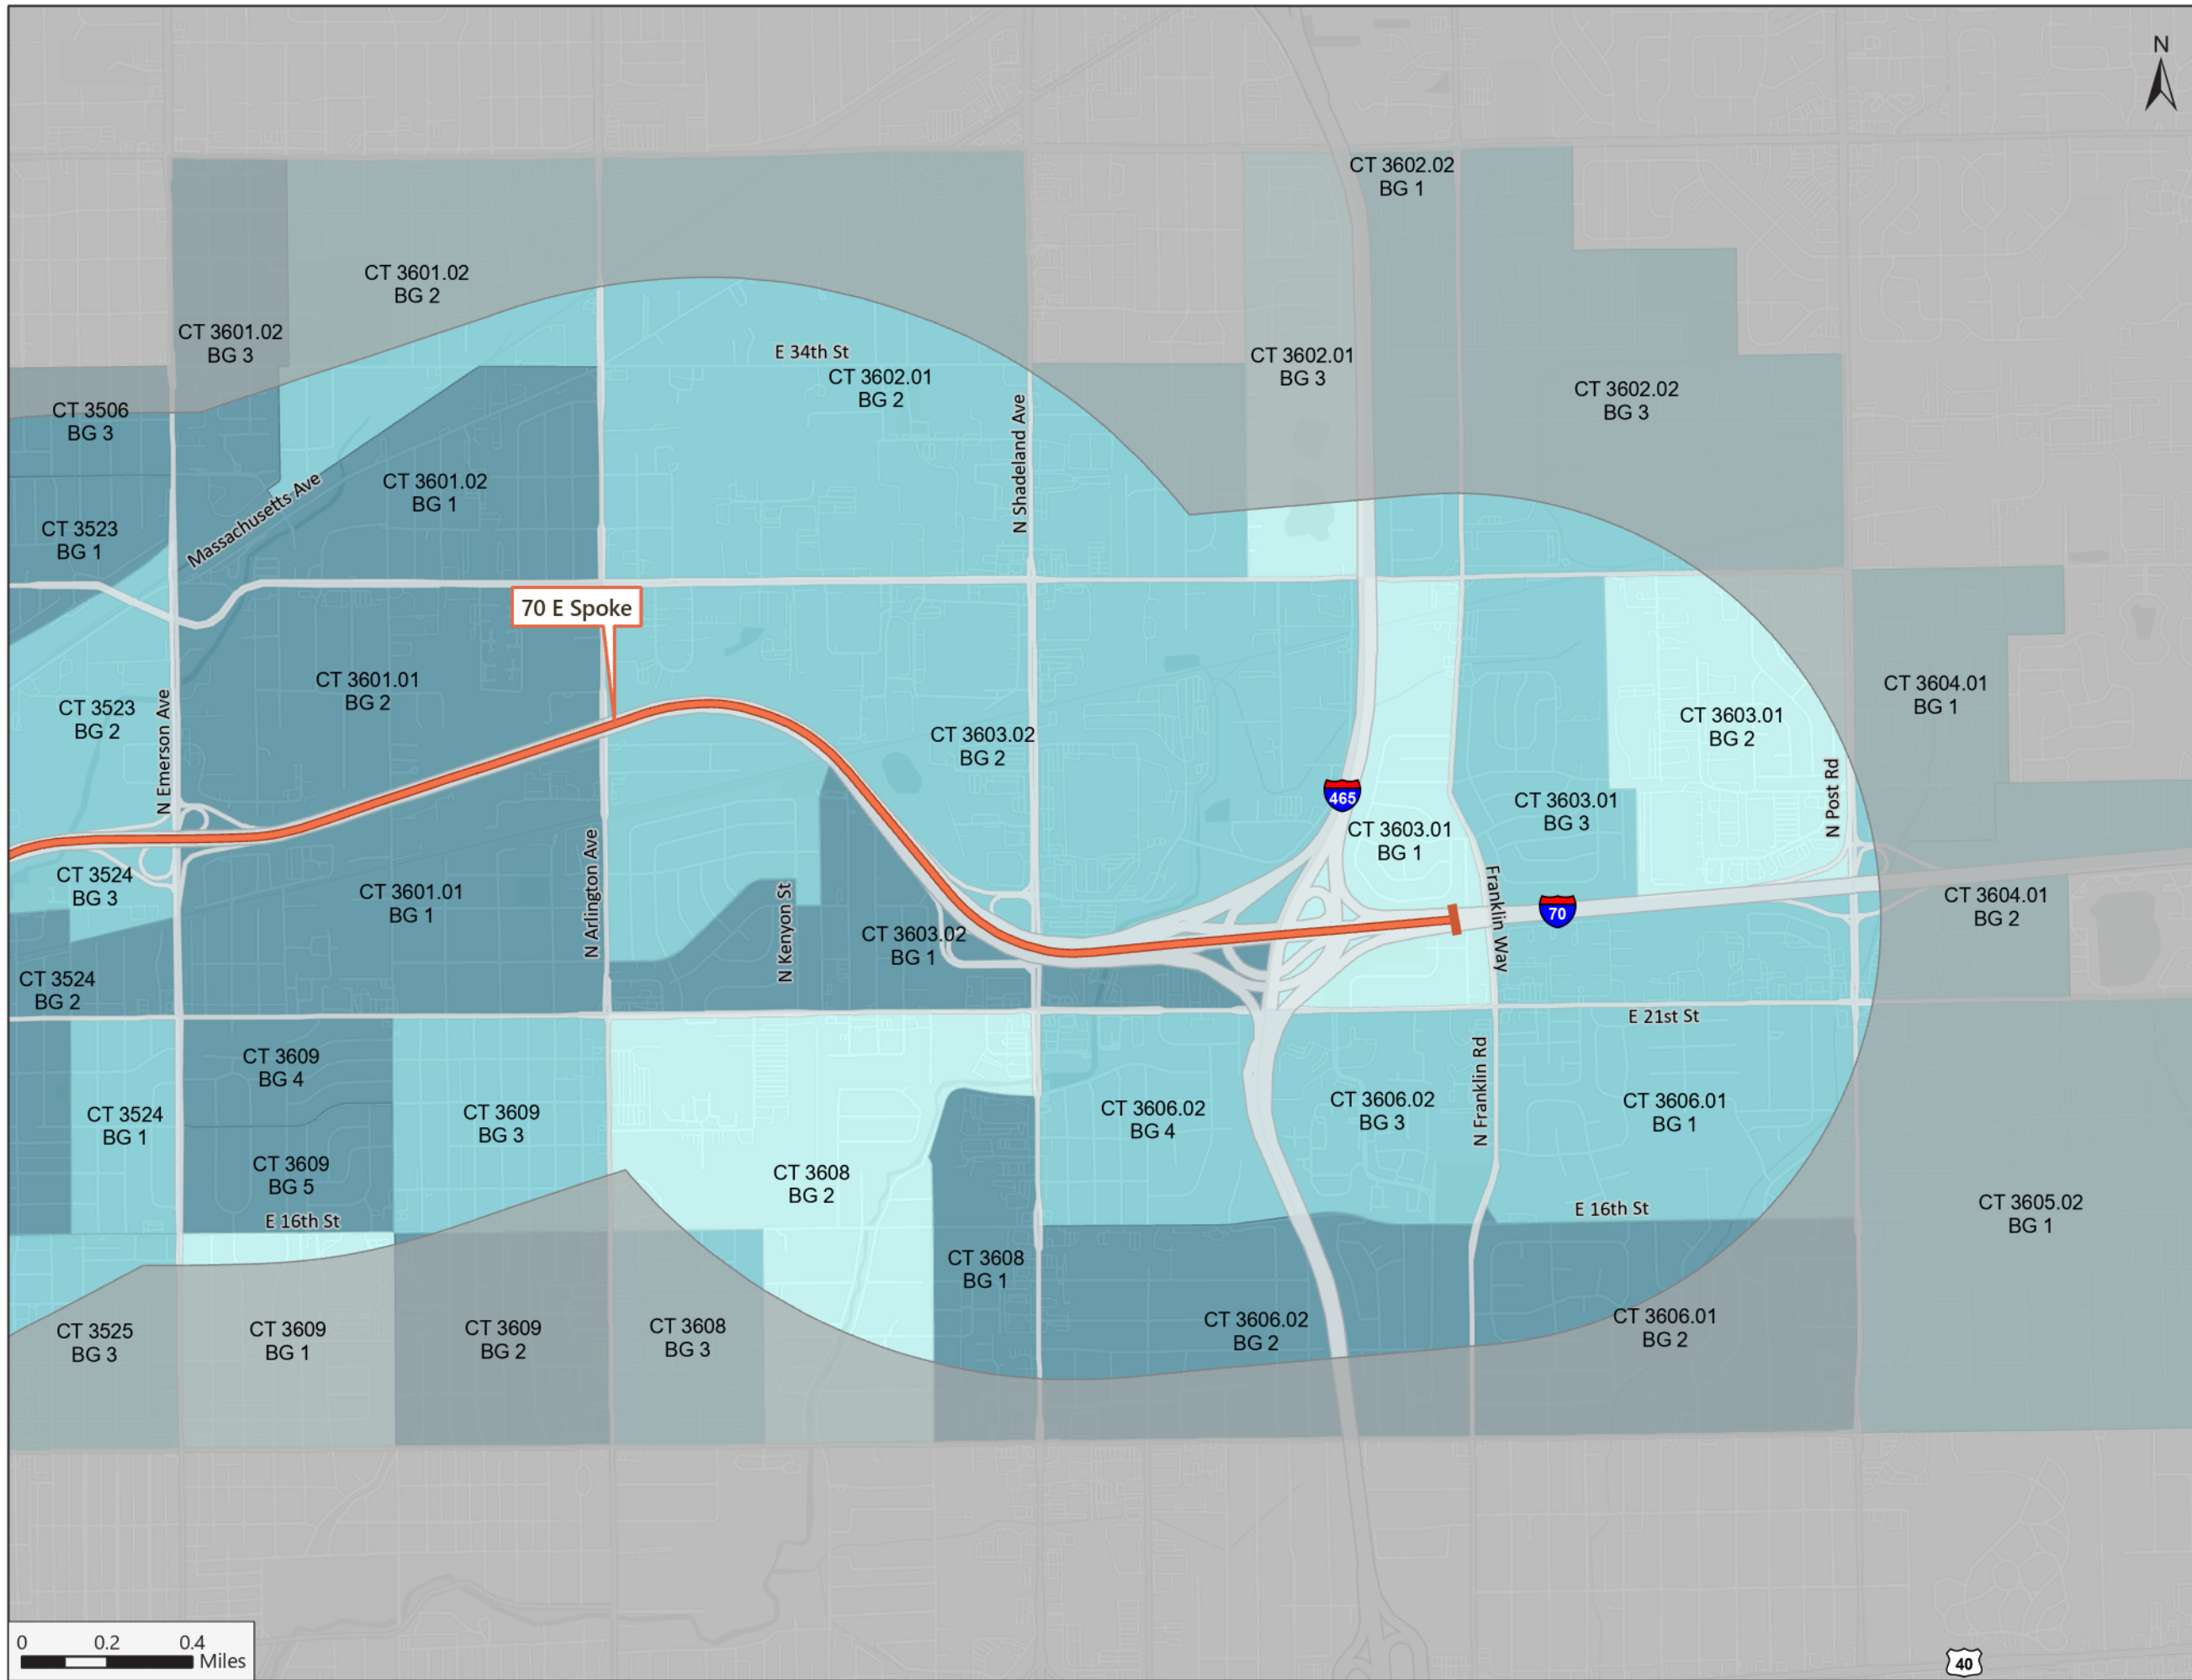 N
CT 3602.02
BG 1
CT 3601.02
BG 2
CT 3601.02
BG 3
E 34th St
CT 3602.01
BG 2
CT 3602.01
BG 3
CT 3602.02
BG 3
CT 3506
BG 3
N Shadeland Ave
CT 3601.02
BG 1
Massachusetts Ave
CT 3523
BG 1
70 E Spoke
CT 3601.01
BG 2
CT 3604.01
BG 1
CT 3523
BG 2
N Emerson Ave
CT 3603.02
BG 2
CT 3603.01
BG 2
465
N Post Rd
CT 3603.01
BG 3
CT 3603.01
BG 1
CT 3524
BG 3
CT 3601.01
BG 1
N Arlington Ave
N Kenyon St
CT 3603.02
BG 1
Franklin Way
70
CT 3604.01
BG 2
CT 3524
BG 2
E 21st St
CT 3609
BG 4
CT 3524
BG 1
CT 3609
BG 3
CT 3606.02
BG 4
CT 3606.02
BG 3
N Franklin Rd
CT 3606.01
BG 1
CT 3609
BG 5
CT 3608
BG 2
E 16th St
E 16th St
CT 3605.02
BG 1
CT 3608
BG 1
CT 3525
BG 3
CT 3609
BG 1
CT 3609
BG 2
CT 3608
BG 3
CT 3606.02
BG 2
CT 3606.01
BG 2
0 0.2 0.4
Miles
40